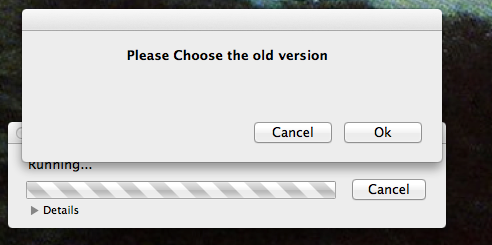 Please Choose the old version
Cancel
Ok
Running...
Cancel
Details